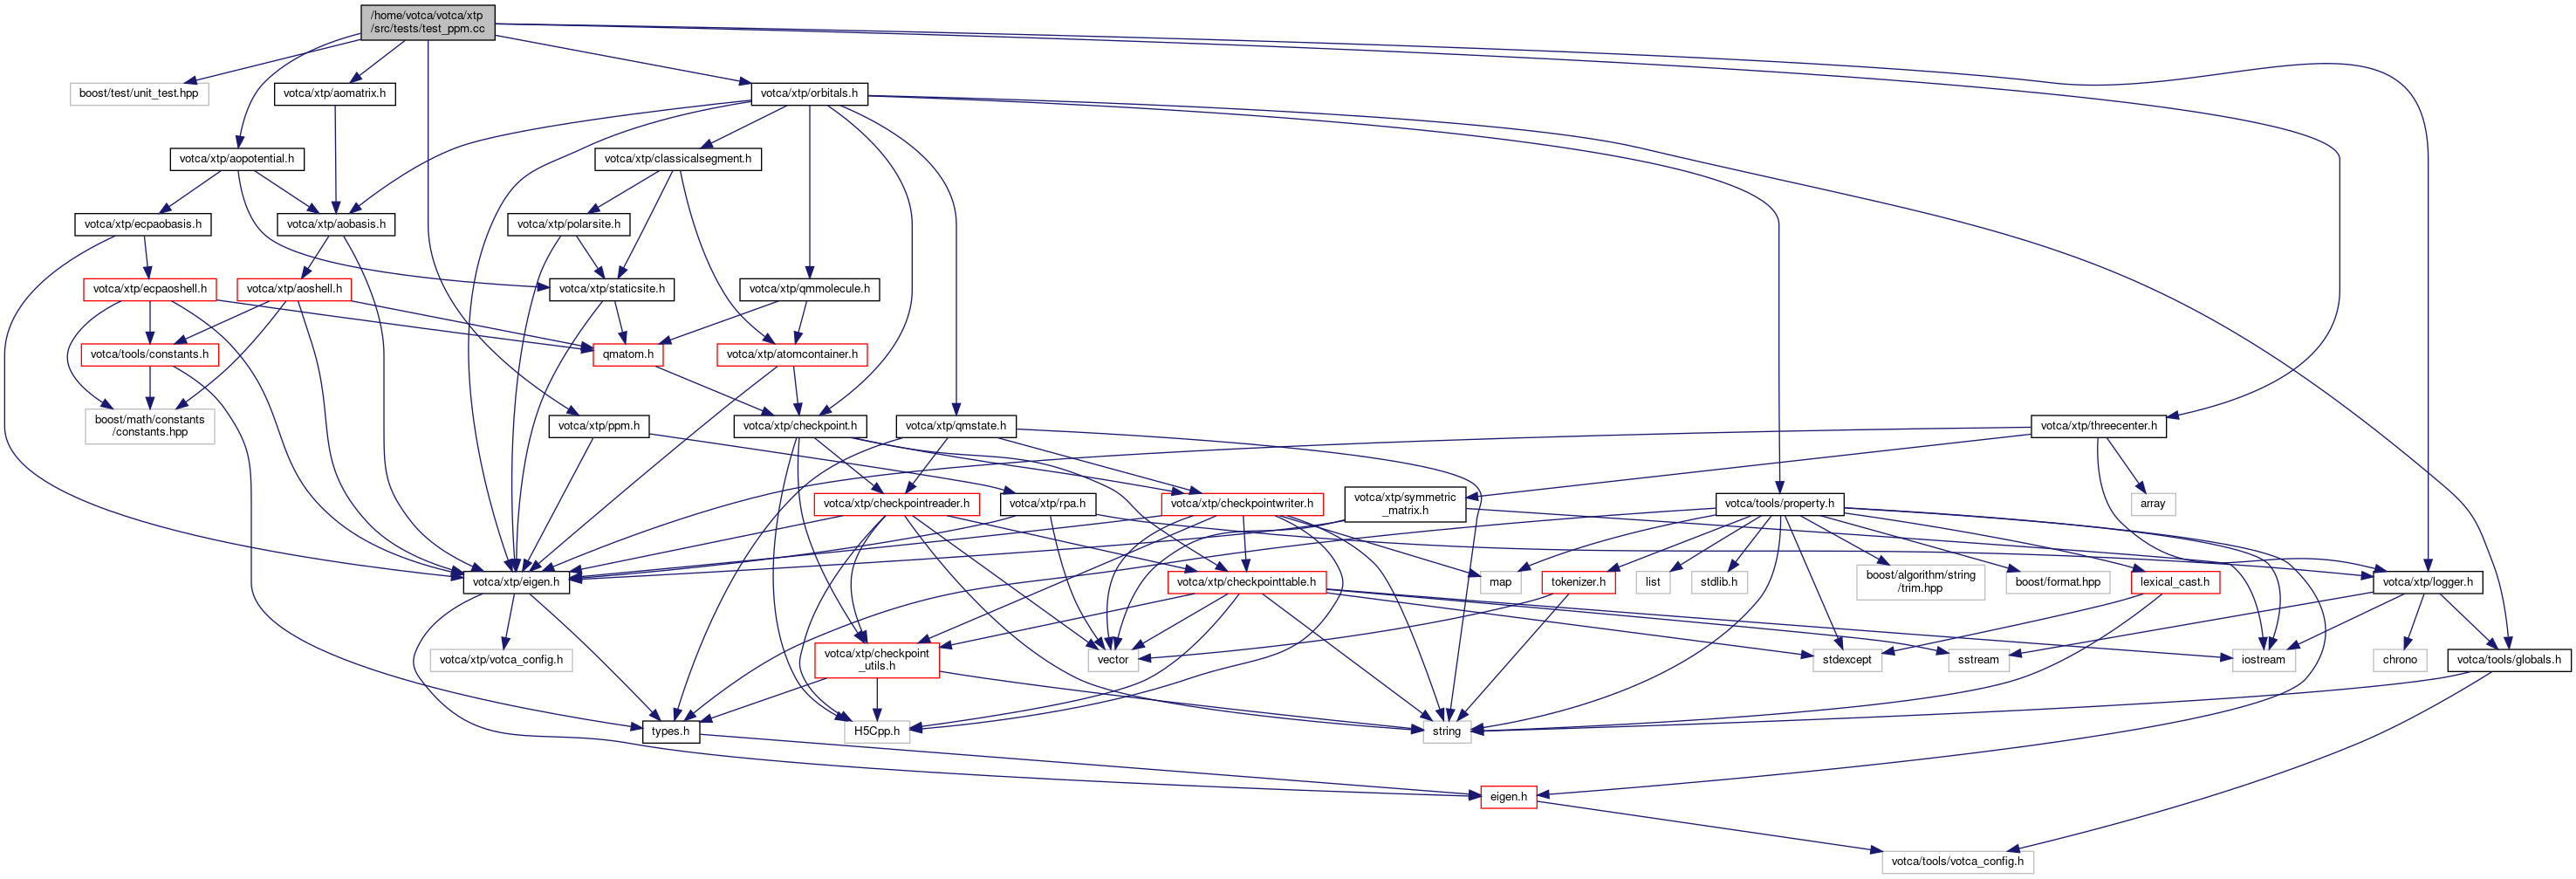 /home/votca/votca/xtp
/src/tests/test_ppm.cc
boost/test/unit_test.hpp
votca/xtp/aomatrix.h
votca/xtp/orbitals.h
votca/xtp/aopotential.h
votca/xtp/classicalsegment.h
votca/xtp/ecpaobasis.h
votca/xtp/aobasis.h
votca/xtp/polarsite.h
votca/xtp/ecpaoshell.h
votca/xtp/aoshell.h
votca/xtp/staticsite.h
votca/xtp/qmmolecule.h
votca/tools/constants.h
qmatom.h
votca/xtp/atomcontainer.h
boost/math/constants
/constants.hpp
votca/xtp/ppm.h
votca/xtp/checkpoint.h
votca/xtp/qmstate.h
votca/xtp/threecenter.h
votca/xtp/checkpointreader.h
votca/xtp/rpa.h
votca/xtp/checkpointwriter.h
votca/xtp/symmetric
_matrix.h
votca/tools/property.h
array
votca/xtp/eigen.h
votca/xtp/checkpointtable.h
map
tokenizer.h
list
stdlib.h
boost/algorithm/string
/trim.hpp
boost/format.hpp
lexical_cast.h
votca/xtp/logger.h
votca/xtp/votca_config.h
votca/xtp/checkpoint
_utils.h
vector
stdexcept
sstream
iostream
chrono
votca/tools/globals.h
types.h
H5Cpp.h
string
eigen.h
votca/tools/votca_config.h